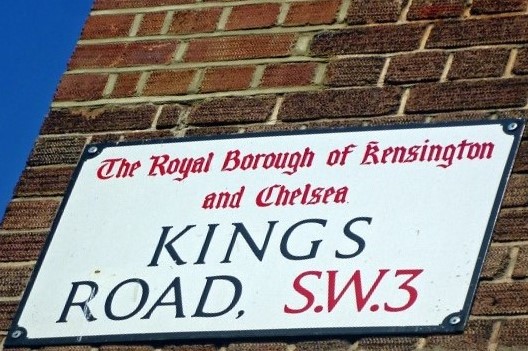 The Royal Borough of Kensington
and Chelsea.
KINGS
ROAD, S.W.3